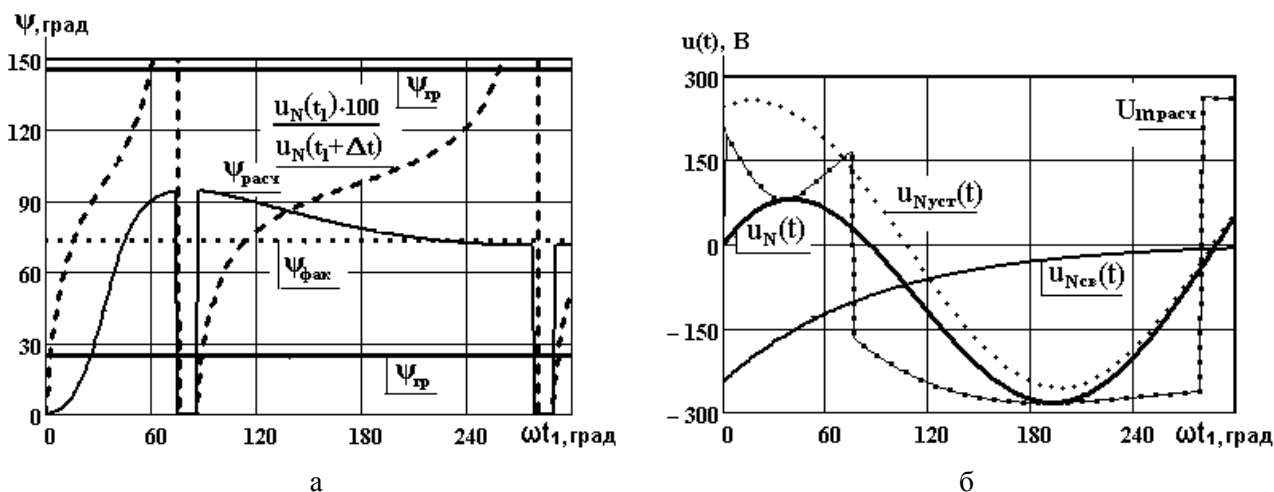 Ψ,град
150
120
90
60
30
0
Ψгр
uN(t1)·100
uN(t1+Δt)
Ψрасч
Ψфак
Ψгр
0 60 120 180 240 ωt1,град
а
u(t), В
300
150
0
−150
−300
Um расч
uNуст(t)
uN(t)
uNсв(t)
0 60 120 180 240 ωt1,град
б